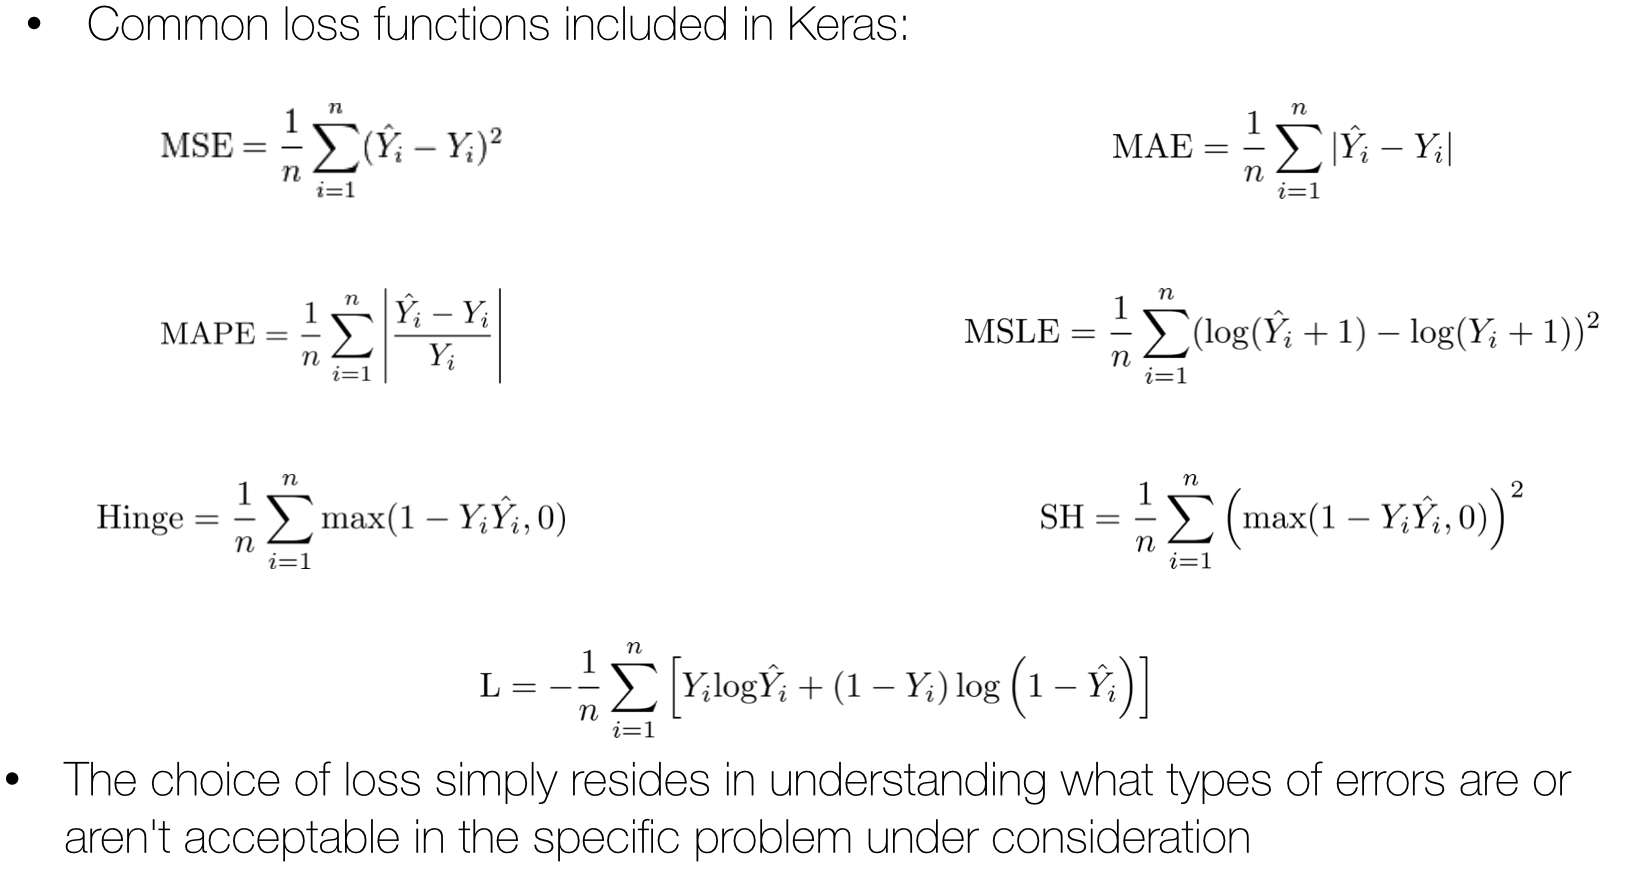 • Common loss functions included in Keras:
$\mathrm{MSE} = \frac{1}{n} \sum_{i=1}^{n} (\hat{Y}_i - Y_i)^2$
$\mathrm{MAE} = \frac{1}{n} \sum_{i=1}^{n} |\hat{Y}_i - Y_i|$
$\mathrm{MAPE} = \frac{1}{n} \sum_{i=1}^{n} \left| \frac{\hat{Y}_i - Y_i}{Y_i} \right|$
$\mathrm{MSLE} = \frac{1}{n} \sum_{i=1}^{n} (\log(\hat{Y}_i + 1) - \log(Y_i + 1))^2$
$\mathrm{Hinge} = \frac{1}{n} \sum_{i=1}^{n} \max(1 - Y_i \hat{Y}_i, 0)$
$\mathrm{SH} = \frac{1}{n} \sum_{i=1}^{n} \left( \max(1 - Y_i \hat{Y}_i, 0) \right)^2$
$\mathrm{L} = -\frac{1}{n} \sum_{i=1}^{n} \left[ Y_i \log \hat{Y}_i + (1 - Y_i) \log \left( 1 - \hat{Y}_i \right) \right]$
• The choice of loss simply resides in understanding what types of errors are or
aren't acceptable in the specific problem under consideration